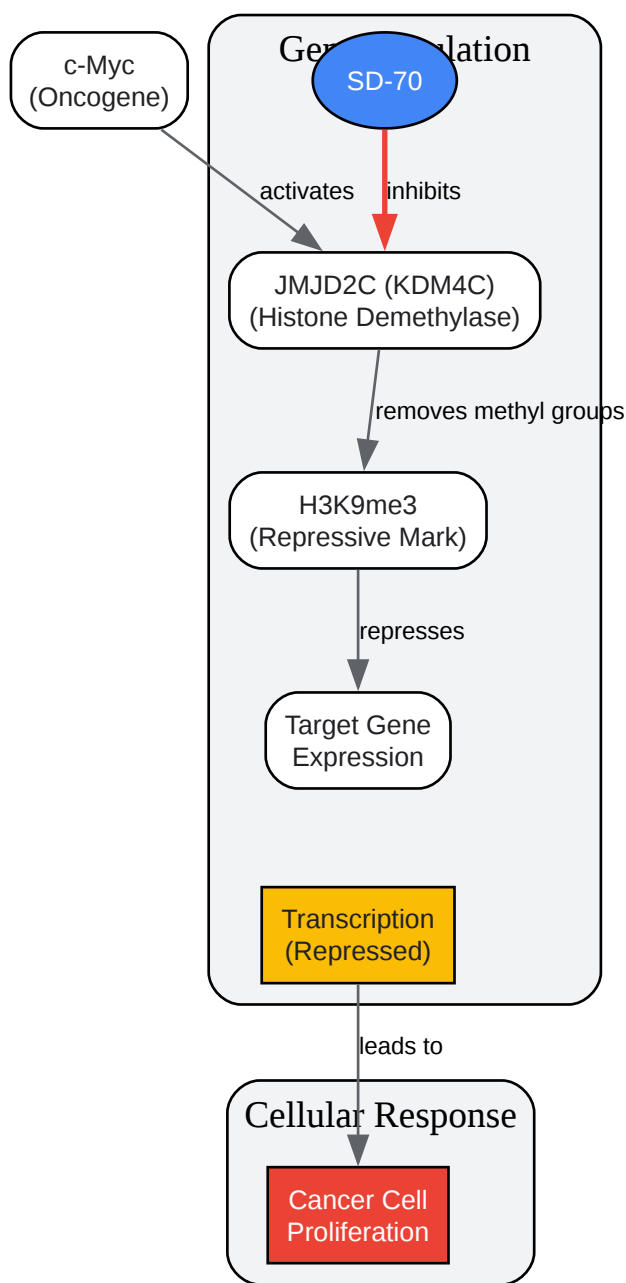 c-Myc
(Oncogene)
SD-70
activates
inhibits
JMJD2C (KDM4C)
(Histone Demethylase)
removes methyl groups
H3K9me3
(Repressive Mark)
represses
Target Gene
Expression
Transcription
(Repressed)
leads to
Cellular Response
Cancer Cell
Proliferation